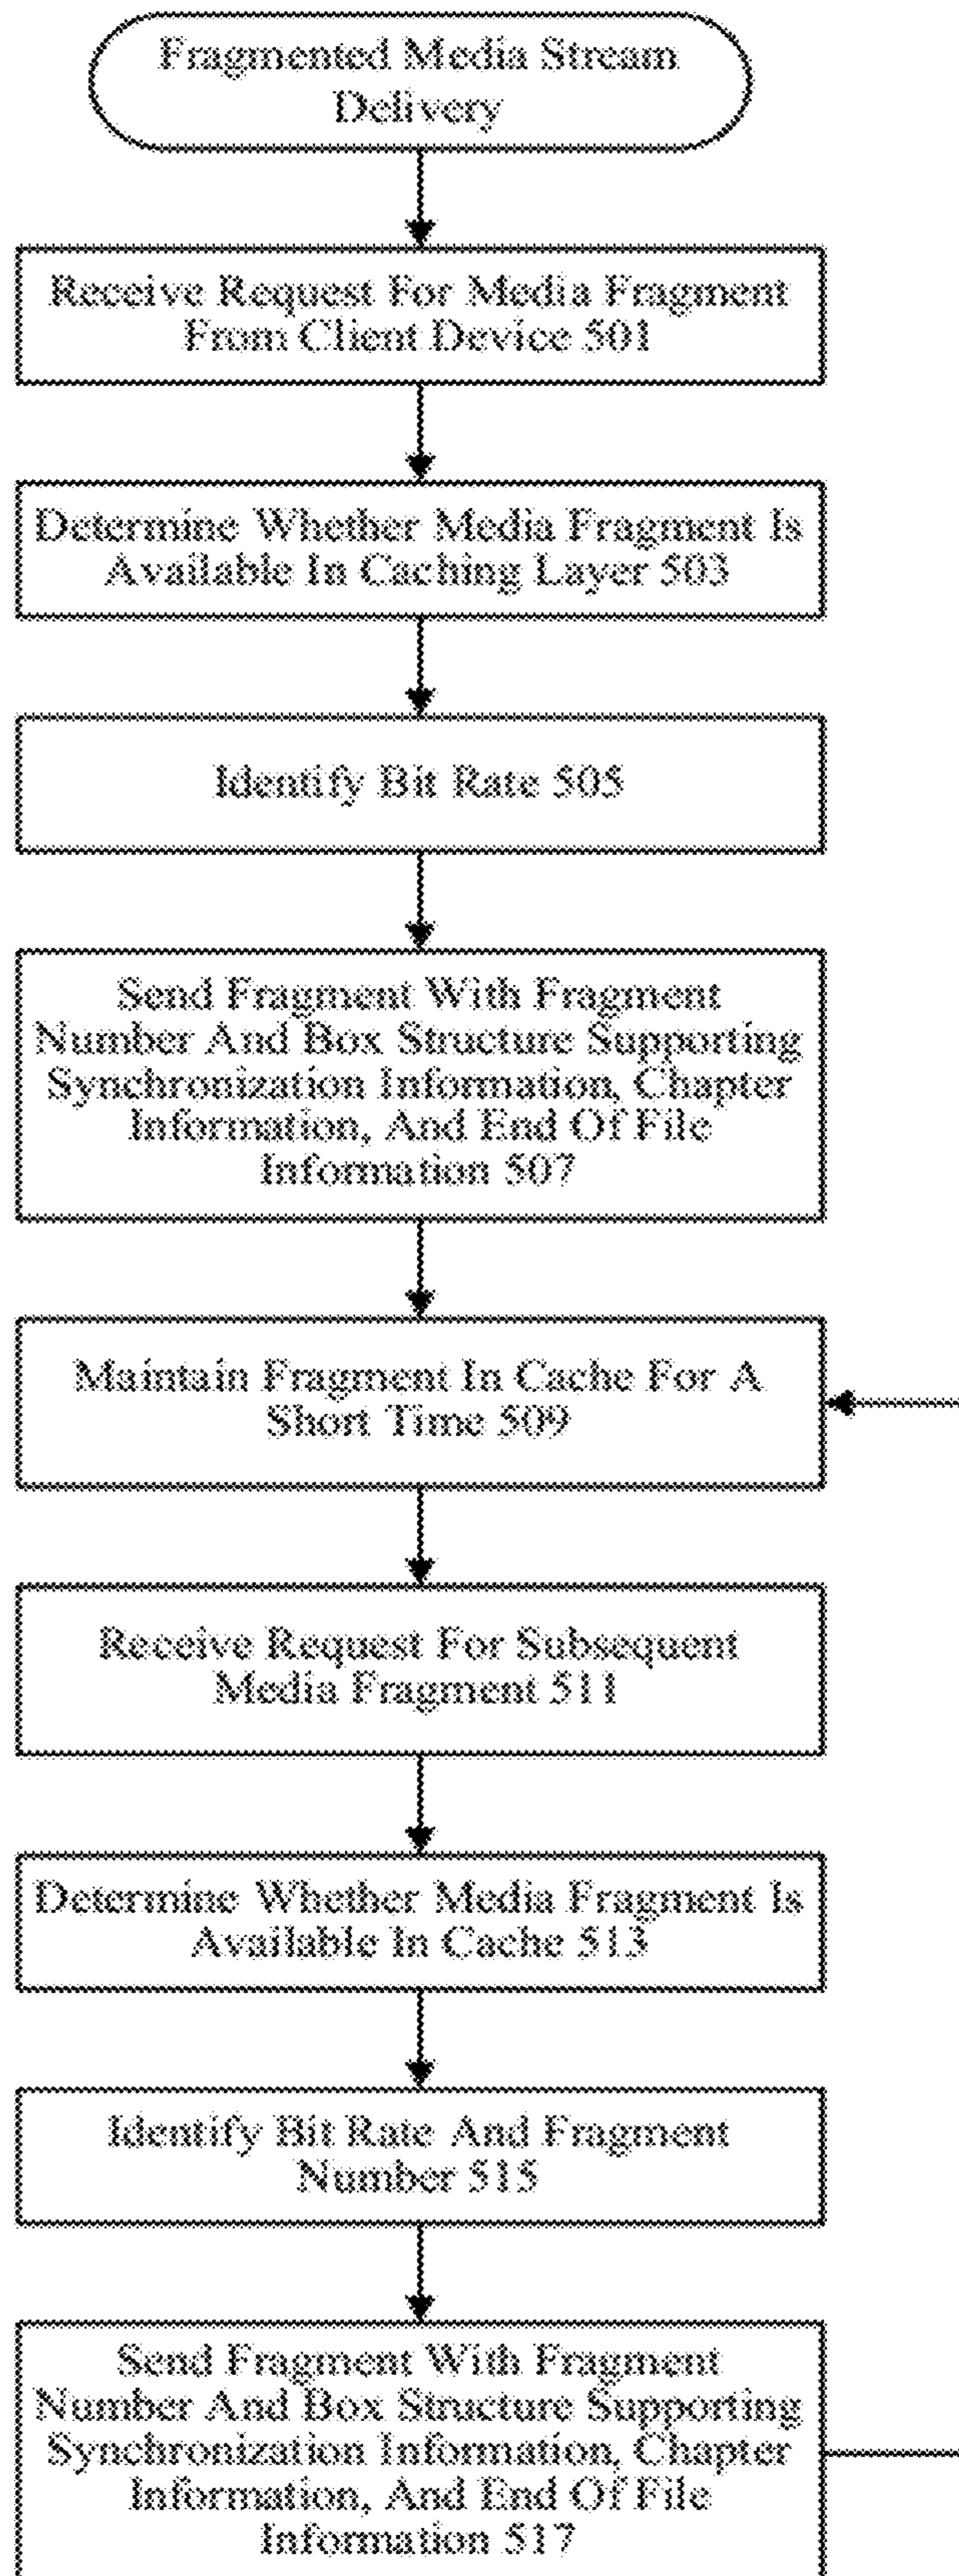 Fragmented Media Stream
Delivery
Receive Request For Media Fragment
From Client Device 501
Determine Whether Media Fragment Is
Available In Caching Layer 503
Identify Bit Rate 505
Send Fragment With Fragment
Number And Box Structure Supporting
Synchronization Information, Chapter
Information, And End Of File
Information 507
Maintain Fragment In Cache For A
Short Time 509
Receive Request For Subsequent
Media Fragment 511
Determine Whether Media Fragment Is
Available In Cache 513
Identify Bit Rate And Fragment
Number 515
Send Fragment With Fragment
Number And Box Structure Supporting
Synchronization Information, Chapter
Information, And End Of File
Information 517